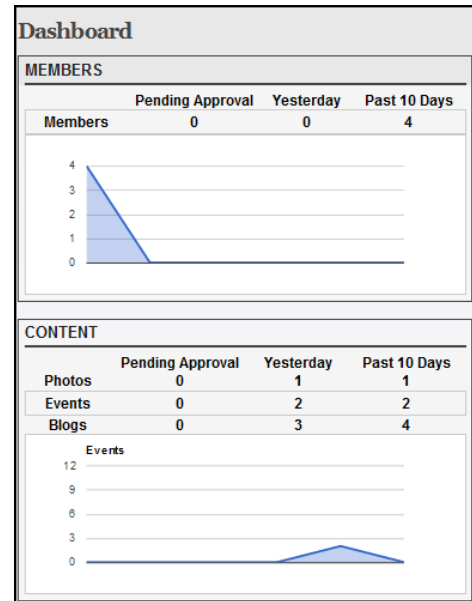 Dashboard
MEMBERS
Pending Approval Yesterday Past 10 Days
Members 0 0 4
4
3
2
1
0
CONTENT
Pending Approval Yesterday Past 10 Days
Photos 0 1 1
Events 0 2 2
Blogs 0 3 4
Events
12
9
6
3
0